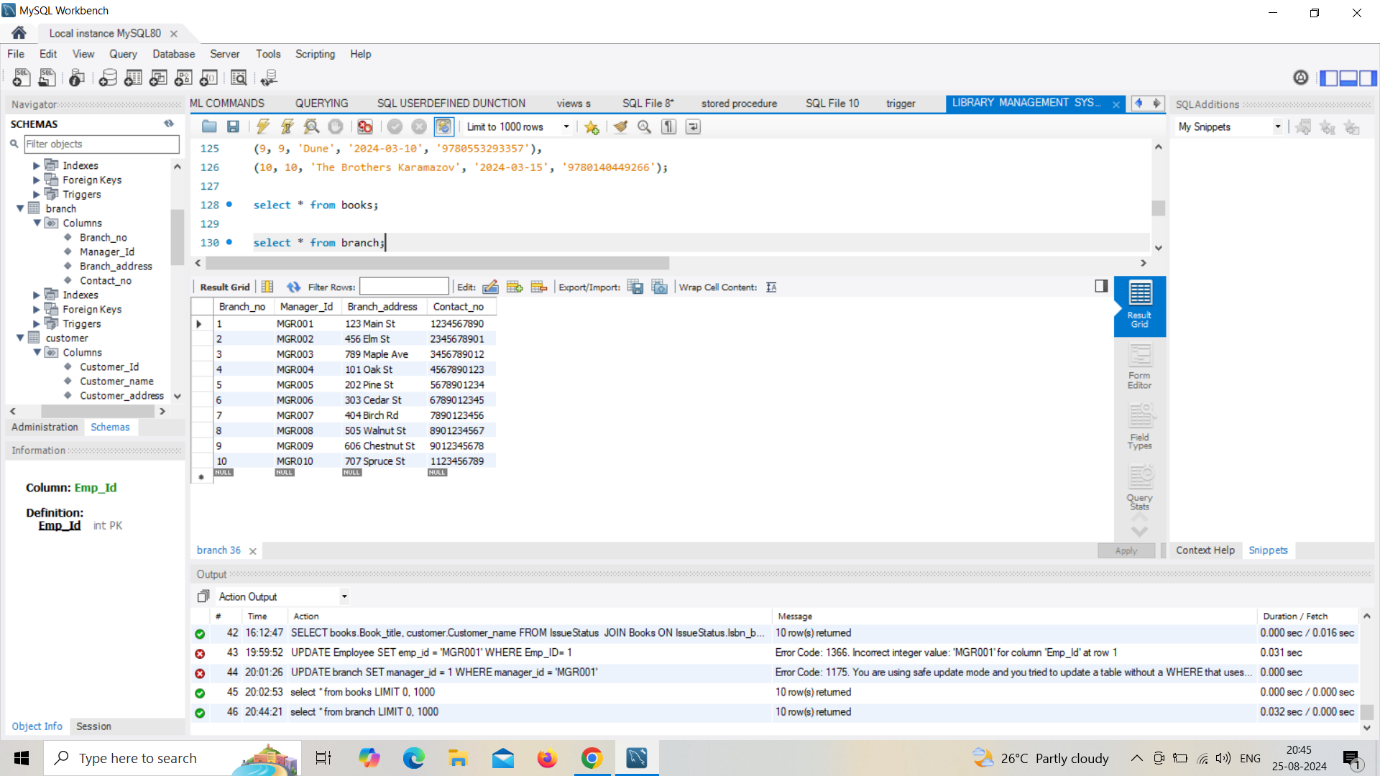 MySQL Workbench
Local instance MySQL80
File Edit View Query Database Server Tools Scripting Help
Navigator
SCHEMAS
Filter objects
Indexes
Foreign Keys
Triggers
branch
Columns
Branch_no
Manager_Id
Branch_address
Contact_no
Indexes
Foreign Keys
Triggers
customer
Columns
Customer_Id
Customer_name
Customer_address
Administration Schemas
Information
Column: Emp_Id
Definition:
Emp_Id int PK
Object Info Session
ML COMMANDS QUERYING SQL USERDEFINED DUNCTION views s SQL File 8* stored procedure SQL File 10 trigger LIBRARY MANAGEMENT SYS...
Limit to 1000 rows
125 (9, 9, 'Dune', '2024-03-10', '9780553293357'),
126 (10, 10, 'The Brothers Karamazov', '2024-03-15', '9780140449266');
127
128 select * from books;
129
130 select * from branch;
Result Grid Filter Rows: Edit: Export/Import: Wrap Cell Content:
Branch_no Manager_Id Branch_address Contact_no
1 MGR001 123 Main St 1234567890
2 MGR002 456 Elm St 2345678901
3 MGR003 789 Maple Ave 3456789012
4 MGR004 101 Oak St 4567890123
5 MGR005 202 Pine St 5678901234
6 MGR006 303 Cedar St 6789012345
7 MGR007 404 Birch Rd 7890123456
8 MGR008 505 Walnut St 8901234567
9 MGR009 606 Chestnut St 9012345678
10 MGR010 707 Spruce St 1123456789
NULL NULL NULL NULL
Result Grid
Form Editor
Field Types
Query Stats
branch 36
Apply
SQLAdditions
My Snippets
Context Help Snippets
Output
Action Output
# Time Action Message Duration / Fetch
42 16:12:47 SELECT books.Book_title, customer.Customer_name FROM IssueStatus JOIN Books ON IssueStatus.Isbn_b... 10 row(s) returned 0.000 sec / 0.016 sec
43 19:59:52 UPDATE Employee SET emp_id = 'MGR001' WHERE Emp_ID= 1 Error Code: 1366. Incorrect integer value: 'MGR001' for column 'Emp_Id' at row 1 0.031 sec
44 20:01:26 UPDATE branch SET manager_id = 1 WHERE manager_id = 'MGR001' Error Code: 1175. You are using safe update mode and you tried to update a table without a WHERE that uses... 0.000 sec
45 20:02:53 select * from books LIMIT 0, 1000 10 row(s) returned 0.000 sec / 0.000 sec
46 20:44:21 select * from branch LIMIT 0, 1000 10 row(s) returned 0.032 sec / 0.000 sec
Type here to search
26°C Partly cloudy
ENG
20:45
25-08-2024
1